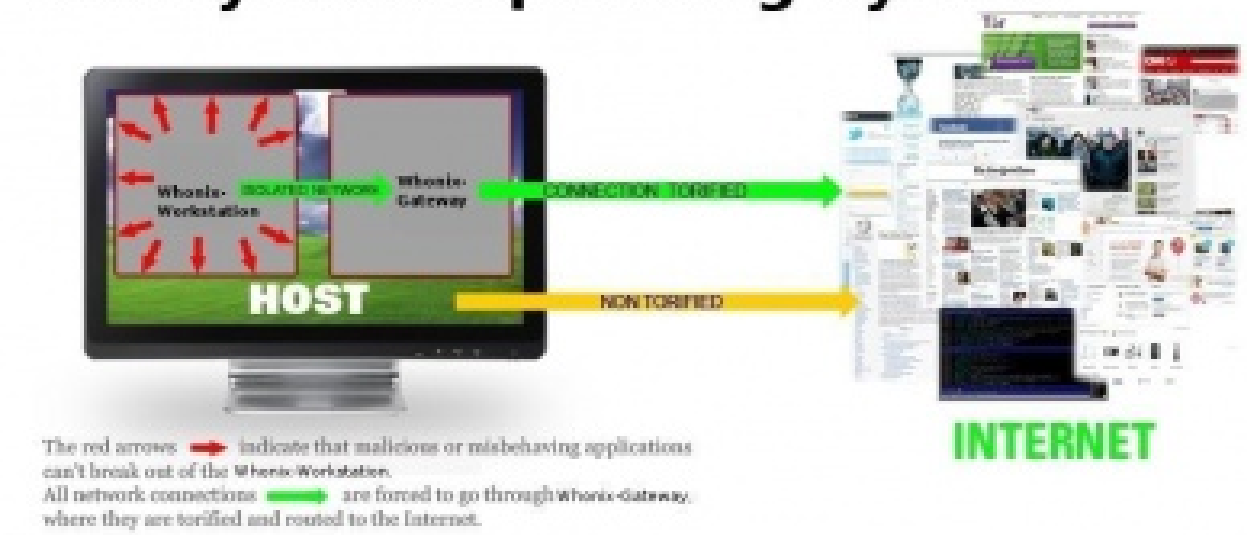 Whonix-
Workstation
ISOLATED NETWORK
Whonix-
Gateway
CONNECTION TORIFIED
HOST
NON TORIFIED
INTERNET
The red arrows indicate that malicious or misbehaving applications
can't break out of the Whonix-Workstation.
All network connections are forced to go through Whonix-Gateway,
where they are torified and routed to the Internet.